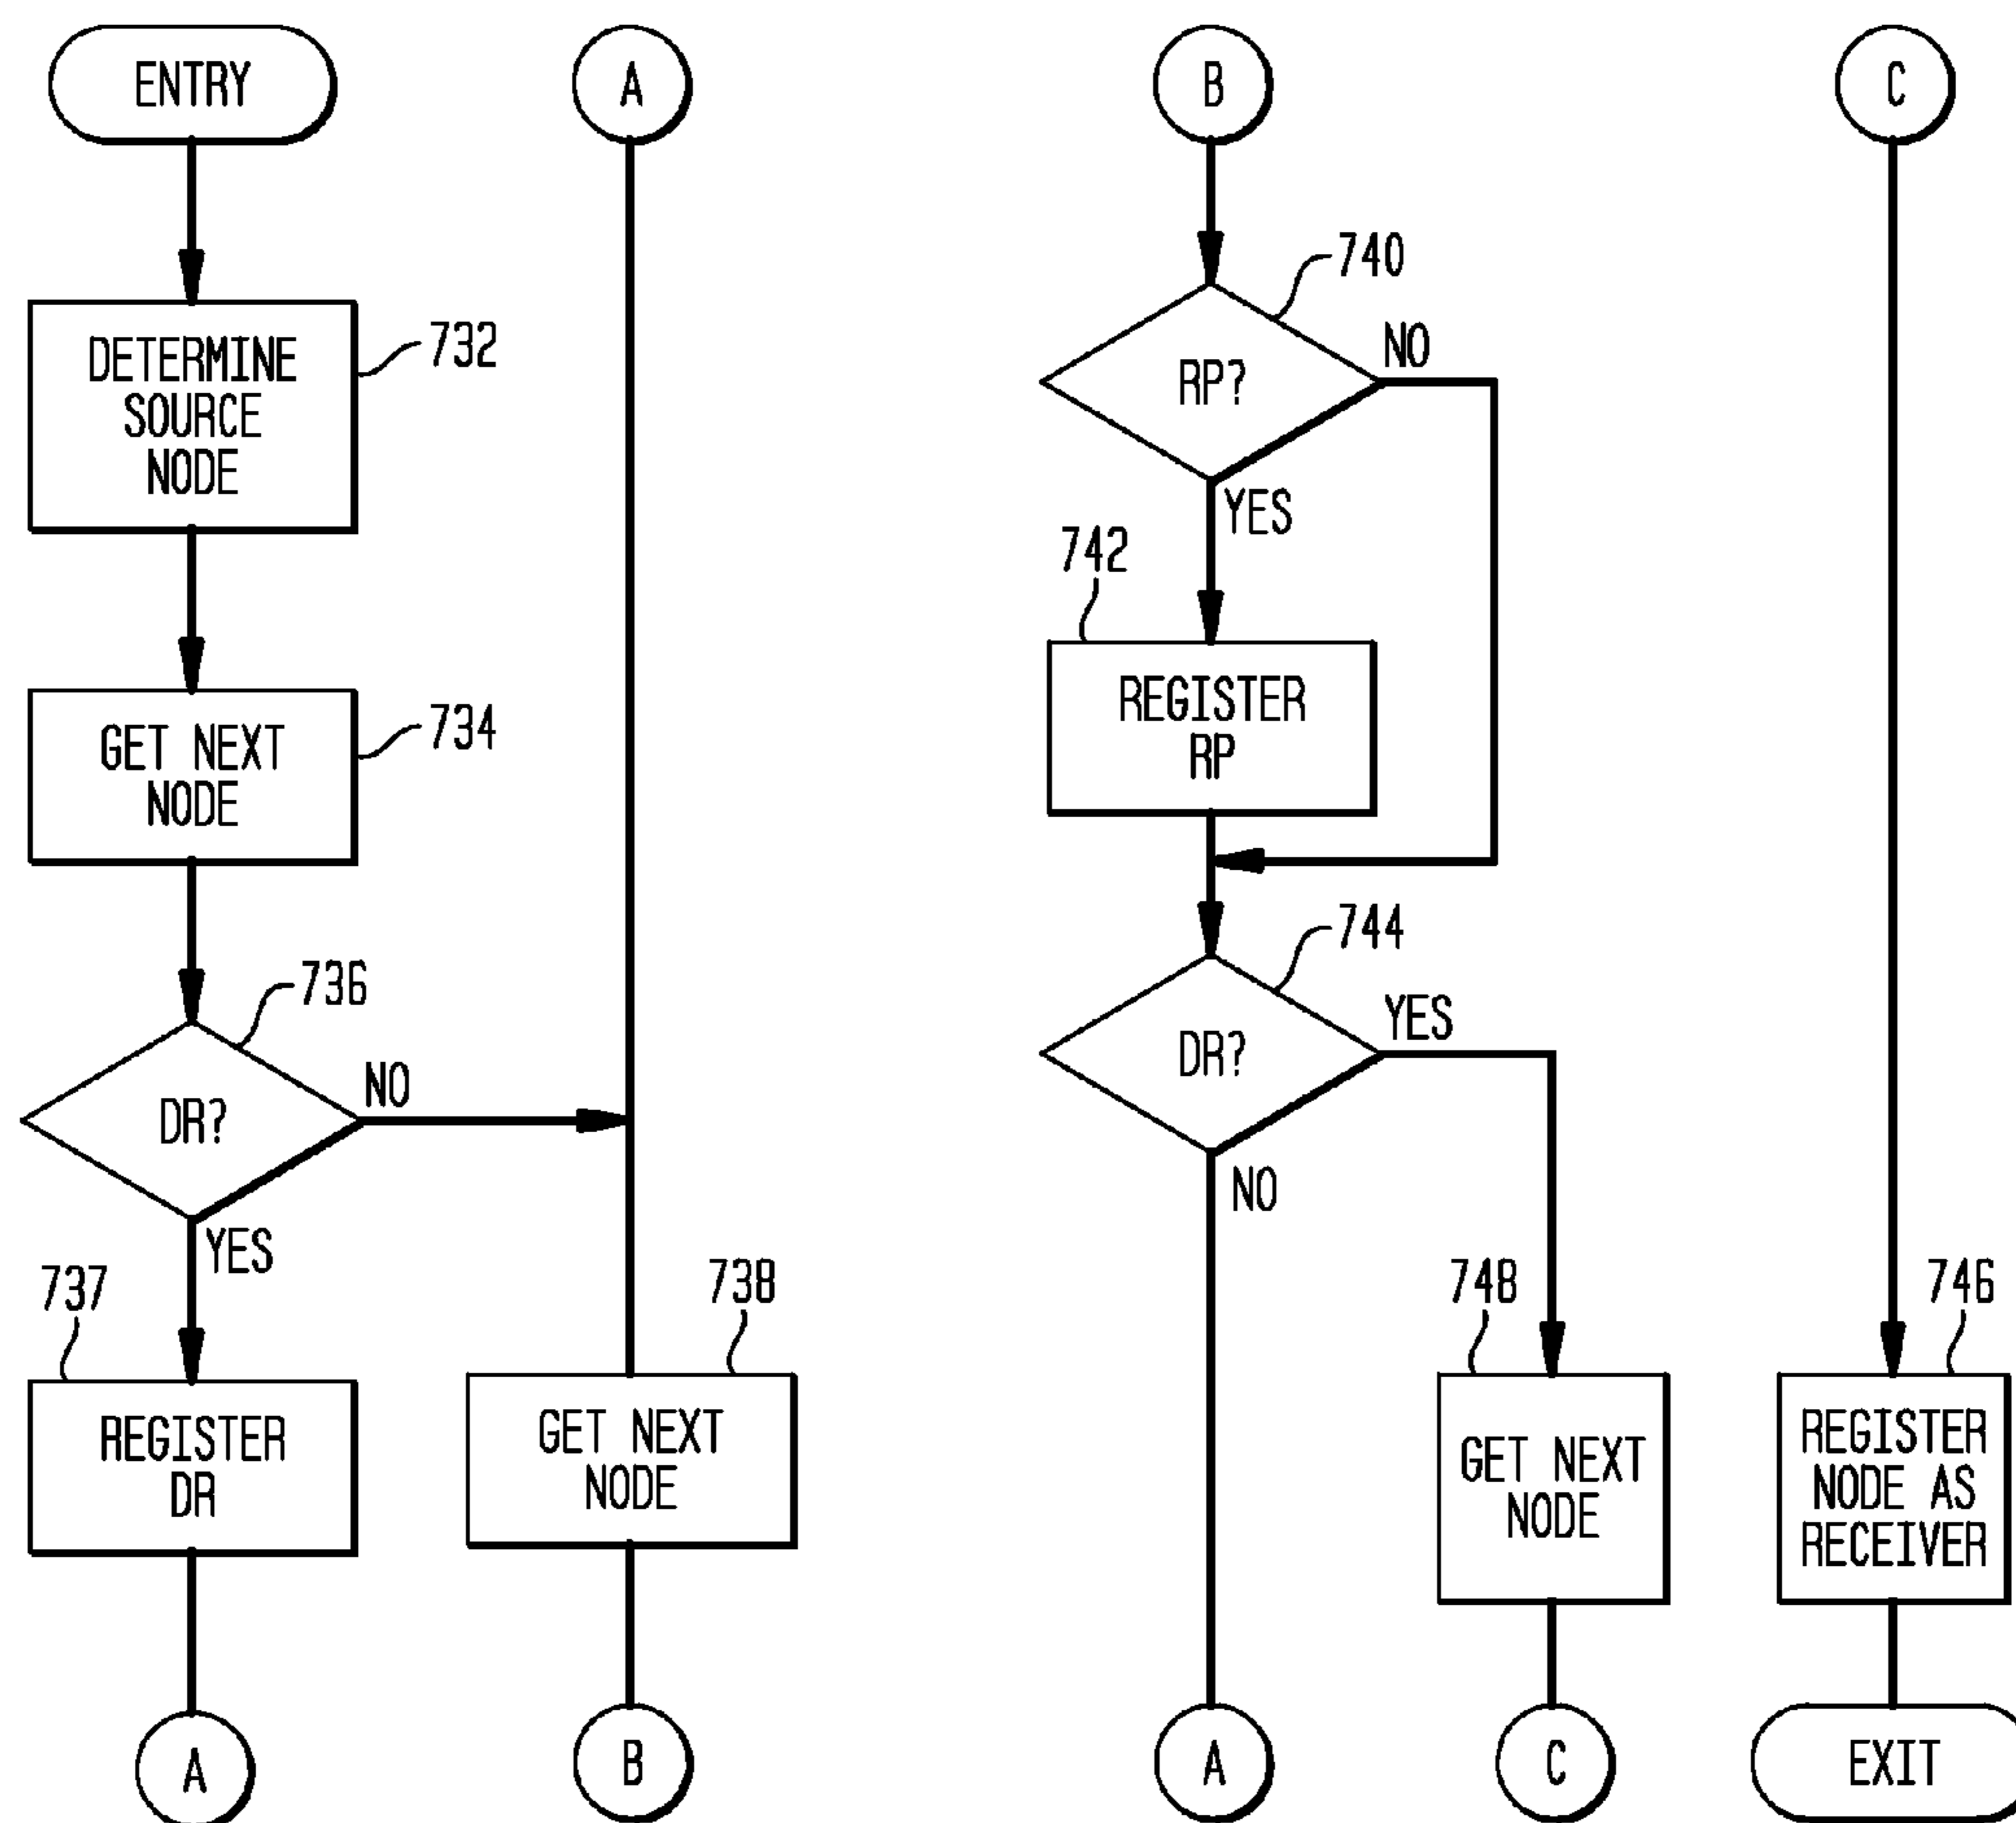 ENTRY
DETERMINE
SOURCE
NODE
732
GET NEXT
NODE
734
736
DR?
NO
YES
737
REGISTER
DR
A
A
738
GET NEXT
NODE
B
B
740
RP?
NO
YES
742
REGISTER
RP
744
DR?
YES
NO
A
748
GET NEXT
NODE
C
C
746
REGISTER
NODE AS
RECEIVER
EXIT